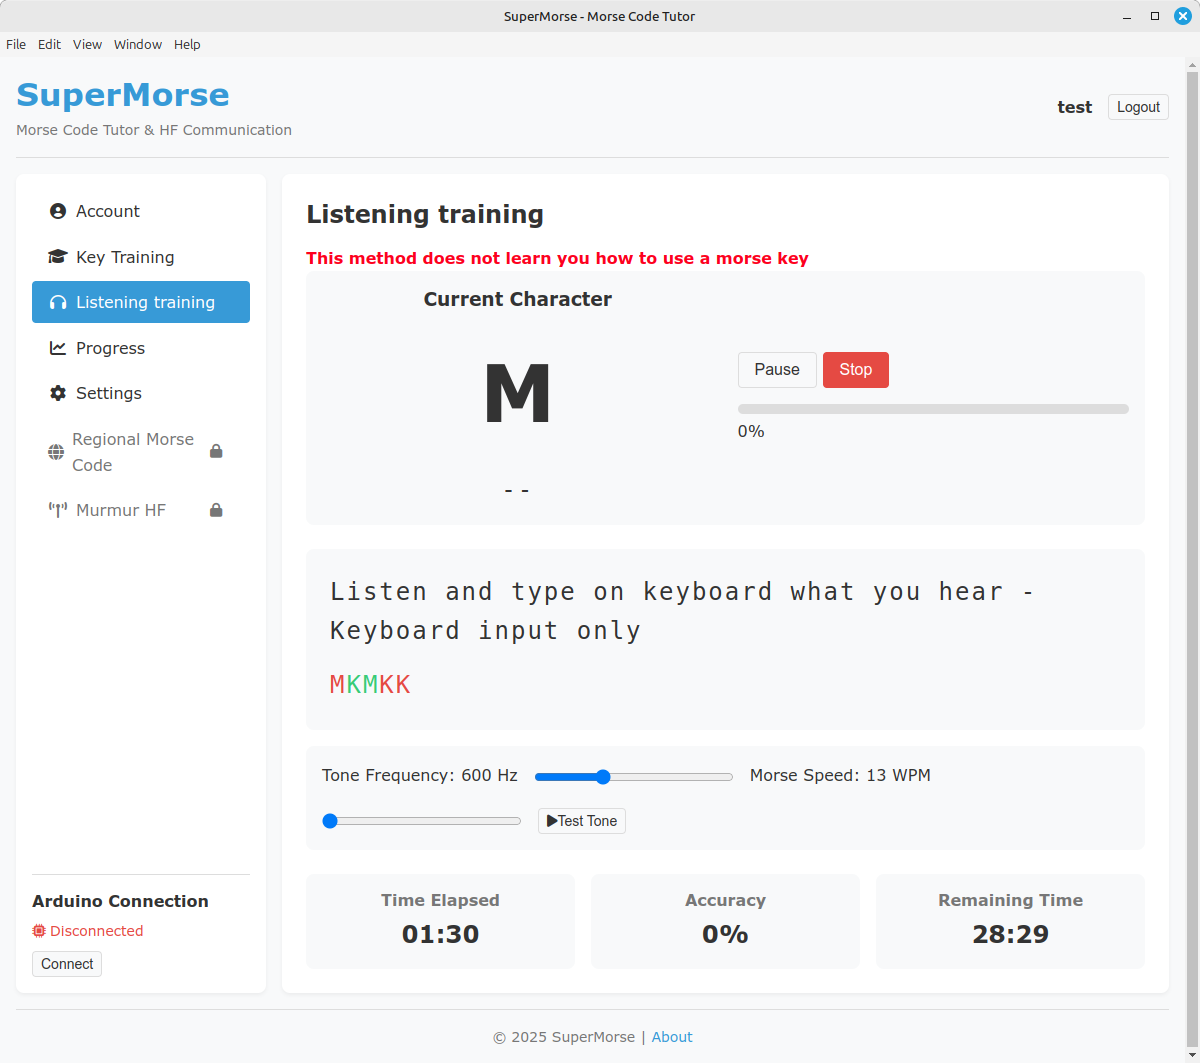 SuperMorse - Morse Code Tutor
File Edit View Window Help
SuperMorse
Morse Code Tutor & HF Communication
test Logout
Account
Key Training
Listening training
Progress
Settings
Regional Morse
Code
Murmur HF
Arduino Connection
Disconnected
Connect
Listening training
This method does not learn you how to use a morse key
Current Character
M
- -
Pause Stop
0%
Listen and type on keyboard what you hear -
Keyboard input only
MKMKK
Tone Frequency: 600 Hz Morse Speed: 13 WPM
Test Tone
Time Elapsed
01:30
Accuracy
0%
Remaining Time
28:29
© 2025 SuperMorse | About